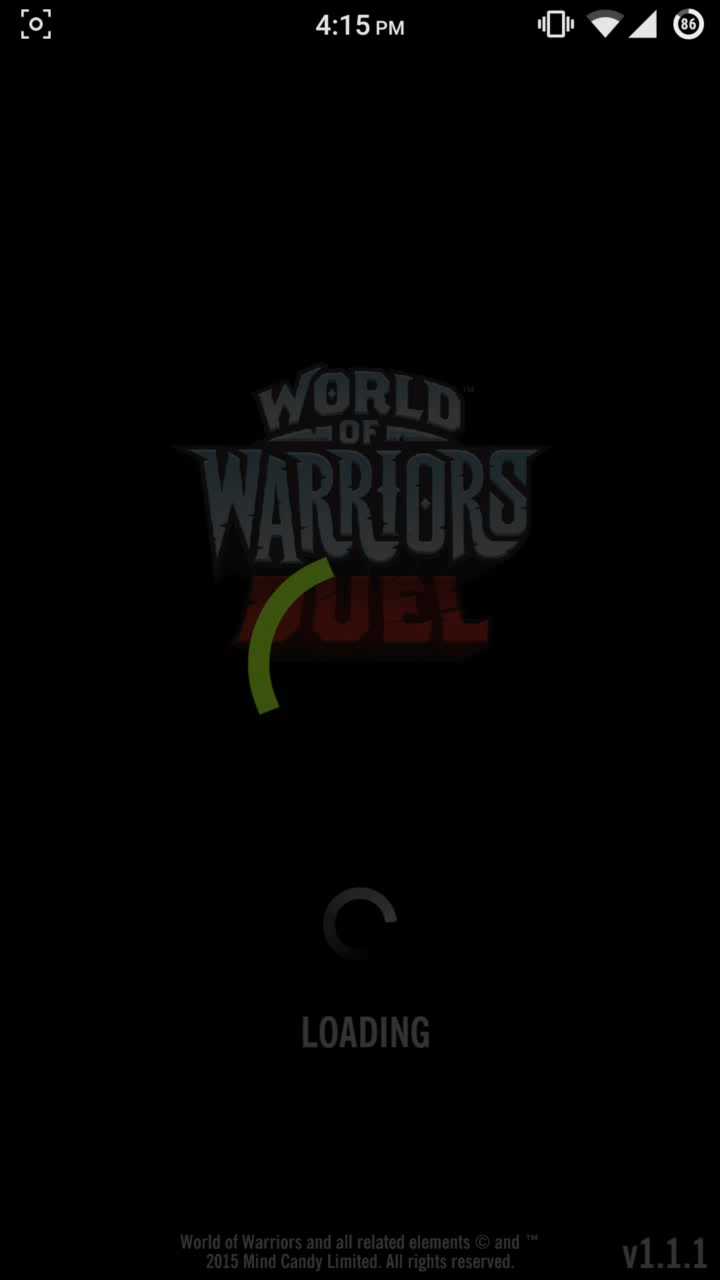 4:15 PM
86
WORLD™
OF
WARRIORS
DUEL
LOADING
World of Warriors and all related elements © and ™
2015 Mind Candy Limited. All rights reserved.
v1.1.1